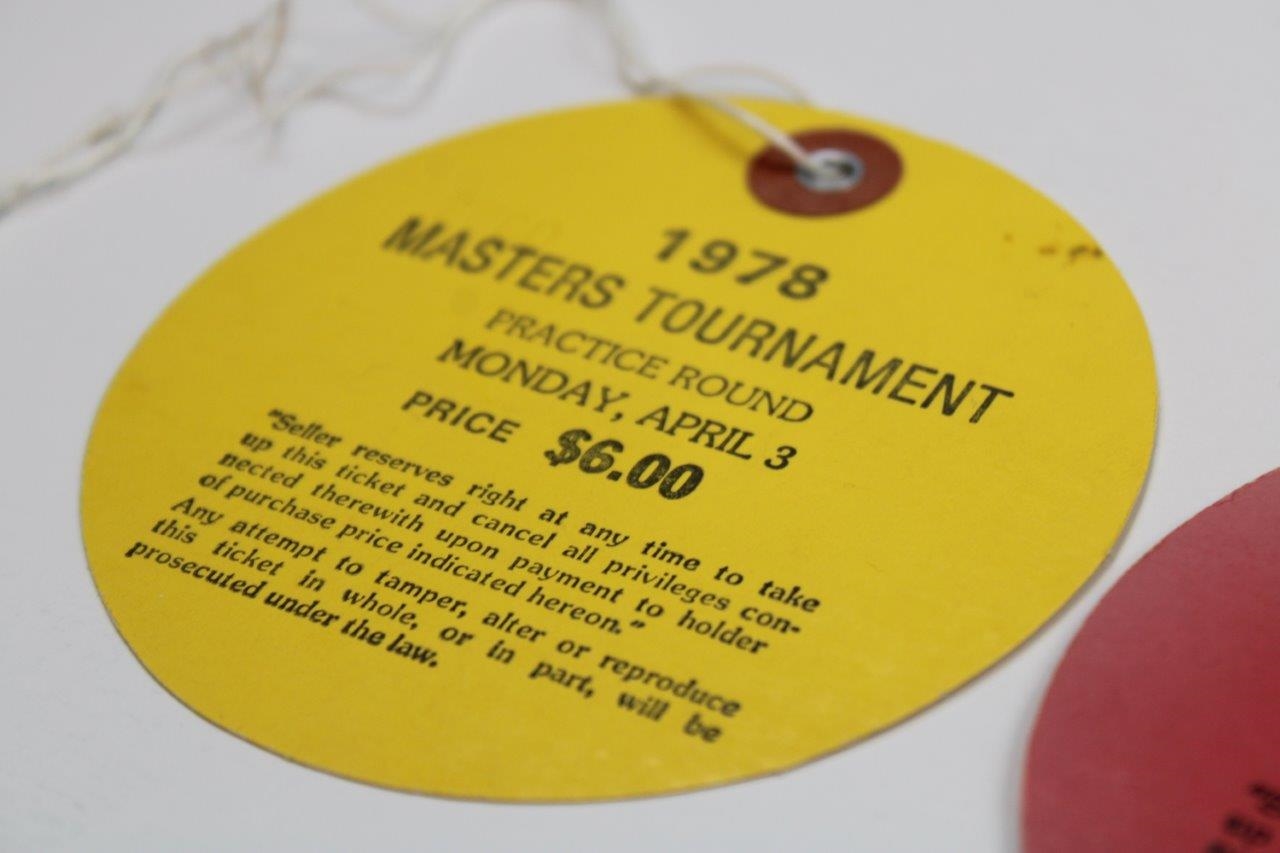 1978
MASTERS TOURNAMENT
PRACTICE ROUND
MONDAY, APRIL 3
PRICE $6.00
"Seller reserves right at any time to take
up this ticket and cancel all privileges con-
nected therewith upon payment to holder
of purchase price indicated hereon."
Any attempt to tamper, alter or reproduce
this ticket in whole, or in part, will be
prosecuted under the law.